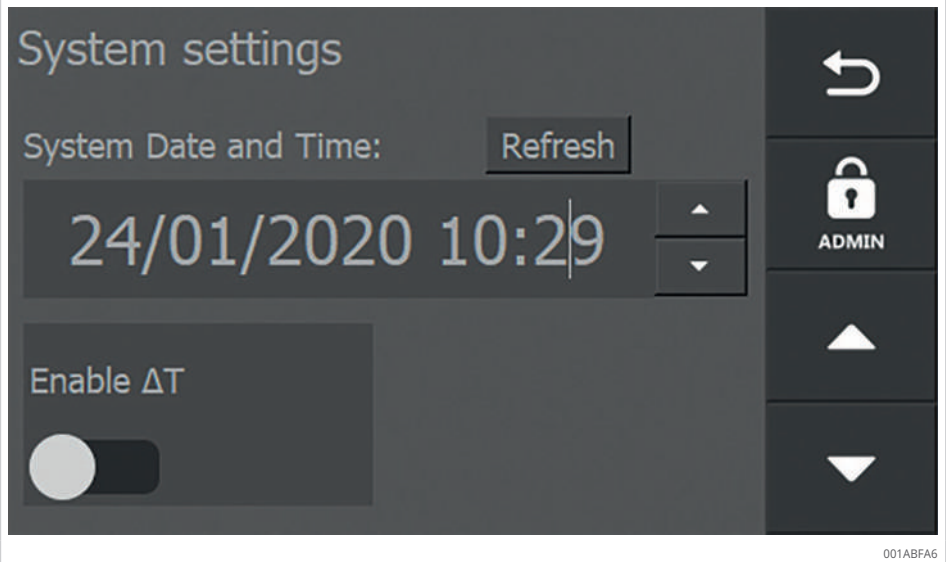 System settings
System Date and Time:
Refresh
24/01/2020 10:29
ADMIN
Enable ΔT
001ABFA6